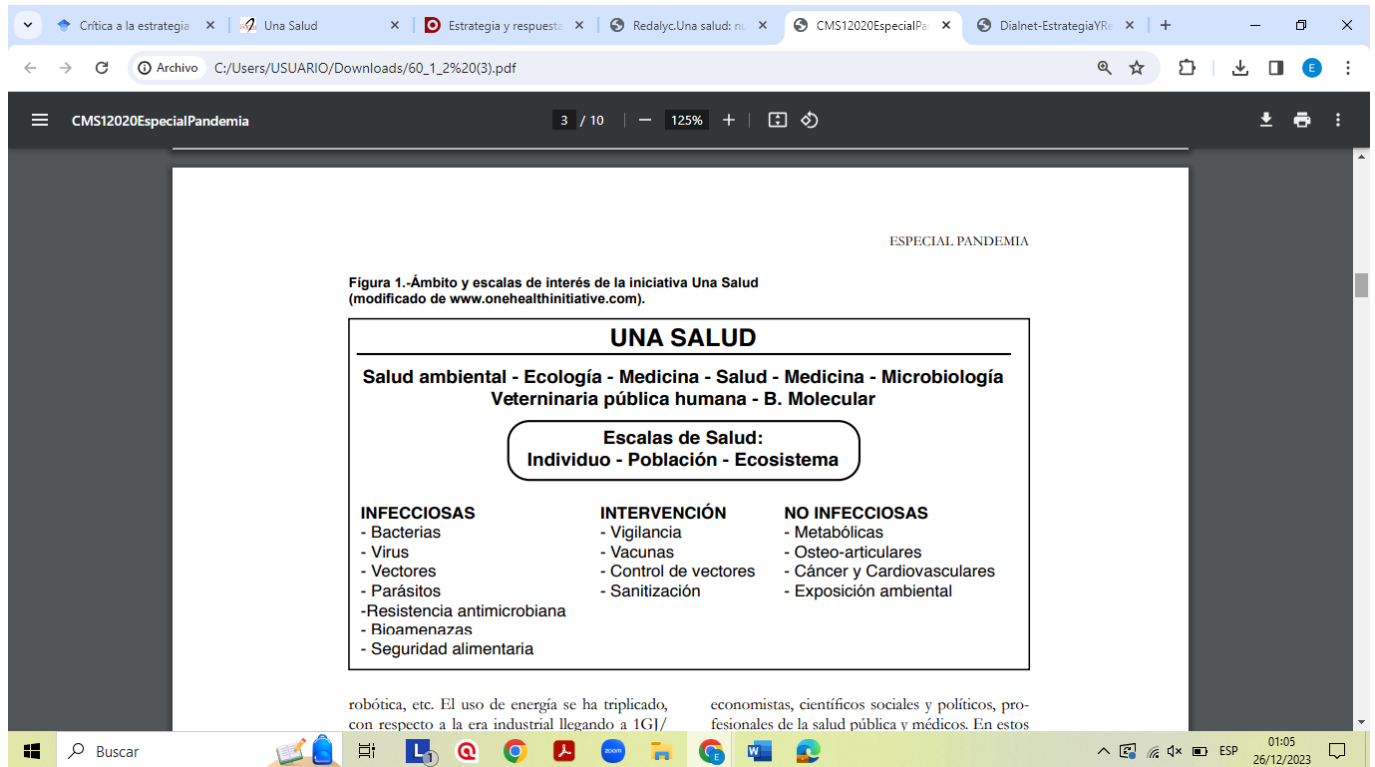 Crítica a la estrategia
Una Salud
Estrategia y respuesta
Redalyc.Una salud: nu
CMS12020EspecialPa
Dialnet-EstrategiaYRe
Archivo C:/Users/USUARIO/Downloads/60_1_2%20(3).pdf
E
CMS12020EspecialPandemia
3 / 10
125%
ESPECIAL PANDEMIA
Fígura 1.-Ámbito y escalas de interés de la iniciativa Una Salud
(modificado de www.onehealthinitiative.com).
UNA SALUD
Salud ambiental - Ecología - Medicina - Salud - Medicina - Microbiología
Veterninaria pública humana - B. Molecular
Escalas de Salud:
Individuo - Población - Ecosistema
INFECCIOSAS
- Bacterias
- Virus
- Vectores
- Parásitos
-Resistencia antimicrobiana
- Bioamenazas
- Seguridad alimentaria
INTERVENCIÓN
- Vigilancia
- Vacunas
- Control de vectores
- Sanitización
NO INFECCIOSAS
- Metabólicas
- Osteo-articulares
- Cáncer y Cardiovasculares
- Exposición ambiental
robótica, etc. El uso de energía se ha triplicado,
con respecto a la era industrial llegando a 1GJ/
economistas, científicos sociales y políticos, pro-
fesionales de la salud pública y médicos. En estos
Buscar
L
1
zoom
E
W
ESP
01:05
26/12/2023